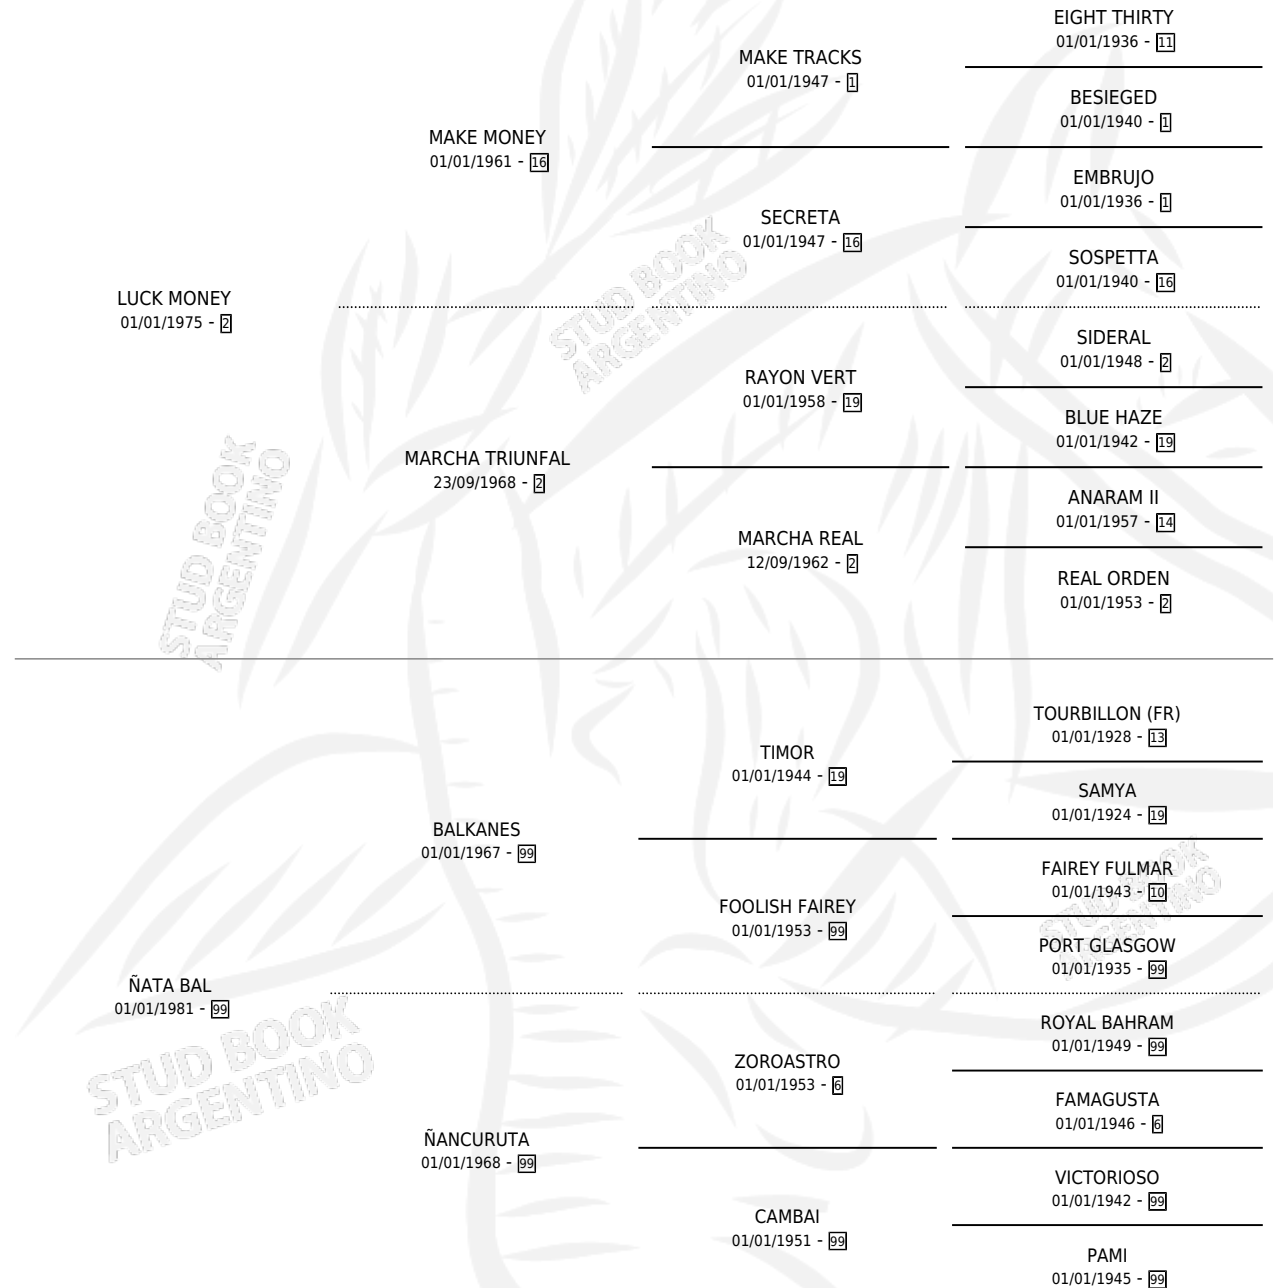 EIGHT THIRTY
01/01/1936 - 11
MAKE TRACKS
01/01/1947 - 1
BESIEGED
01/01/1940 - 1
MAKE MONEY
01/01/1961 - 16
EMBRUJO
01/01/1936 - 1
SECRETA
01/01/1947 - 16
SOSPETTA
01/01/1940 - 16
LUCK MONEY
01/01/1975 - 2
SIDERAL
01/01/1948 - 2
RAYON VERT
01/01/1958 - 19
BLUE HAZE
01/01/1942 - 19
MARCHA TRIUNFAL
23/09/1968 - 2
ANARAM II
01/01/1957 - 14
MARCHA REAL
12/09/1962 - 2
REAL ORDEN
01/01/1953 - 2
TOURBILLON (FR)
01/01/1928 - 13
TIMOR
01/01/1944 - 19
SAMYA
01/01/1924 - 19
BALKANES
01/01/1967 - 99
FAIREY FULMAR
01/01/1943 - 10
FOOLISH FAIREY
01/01/1953 - 99
PORT GLASGOW
01/01/1935 - 99
ÑATA BAL
01/01/1981 - 99
ROYAL BAHRAM
01/01/1949 - 99
ZOROASTRO
01/01/1953 - 6
FAMAGUSTA
01/01/1946 - 6
ÑANCURUTA
01/01/1968 - 99
VICTORIOSO
01/01/1942 - 99
CAMBAI
01/01/1951 - 99
PAMI
01/01/1945 - 99
STUD BOOK
ARGENTINO
STUD BOOK
ARGENTINO
STUD BOOK
ARGENTINO
STUD BOOK
ARGENTINO